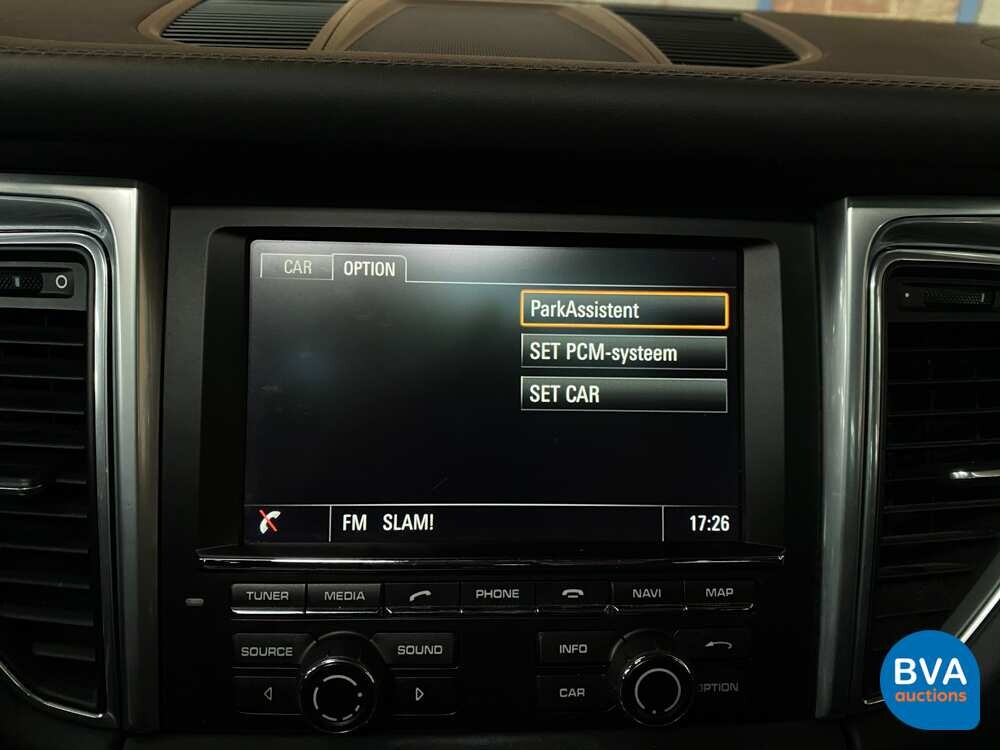 CAR OPTION
ParkAssistent
SET PCM-systeem
SET CAR
FM SLAM! 17:26
TUNER MEDIA PHONE NAVI MAP
SOURCE SOUND INFO
CAR OPTION
BVA
auctions